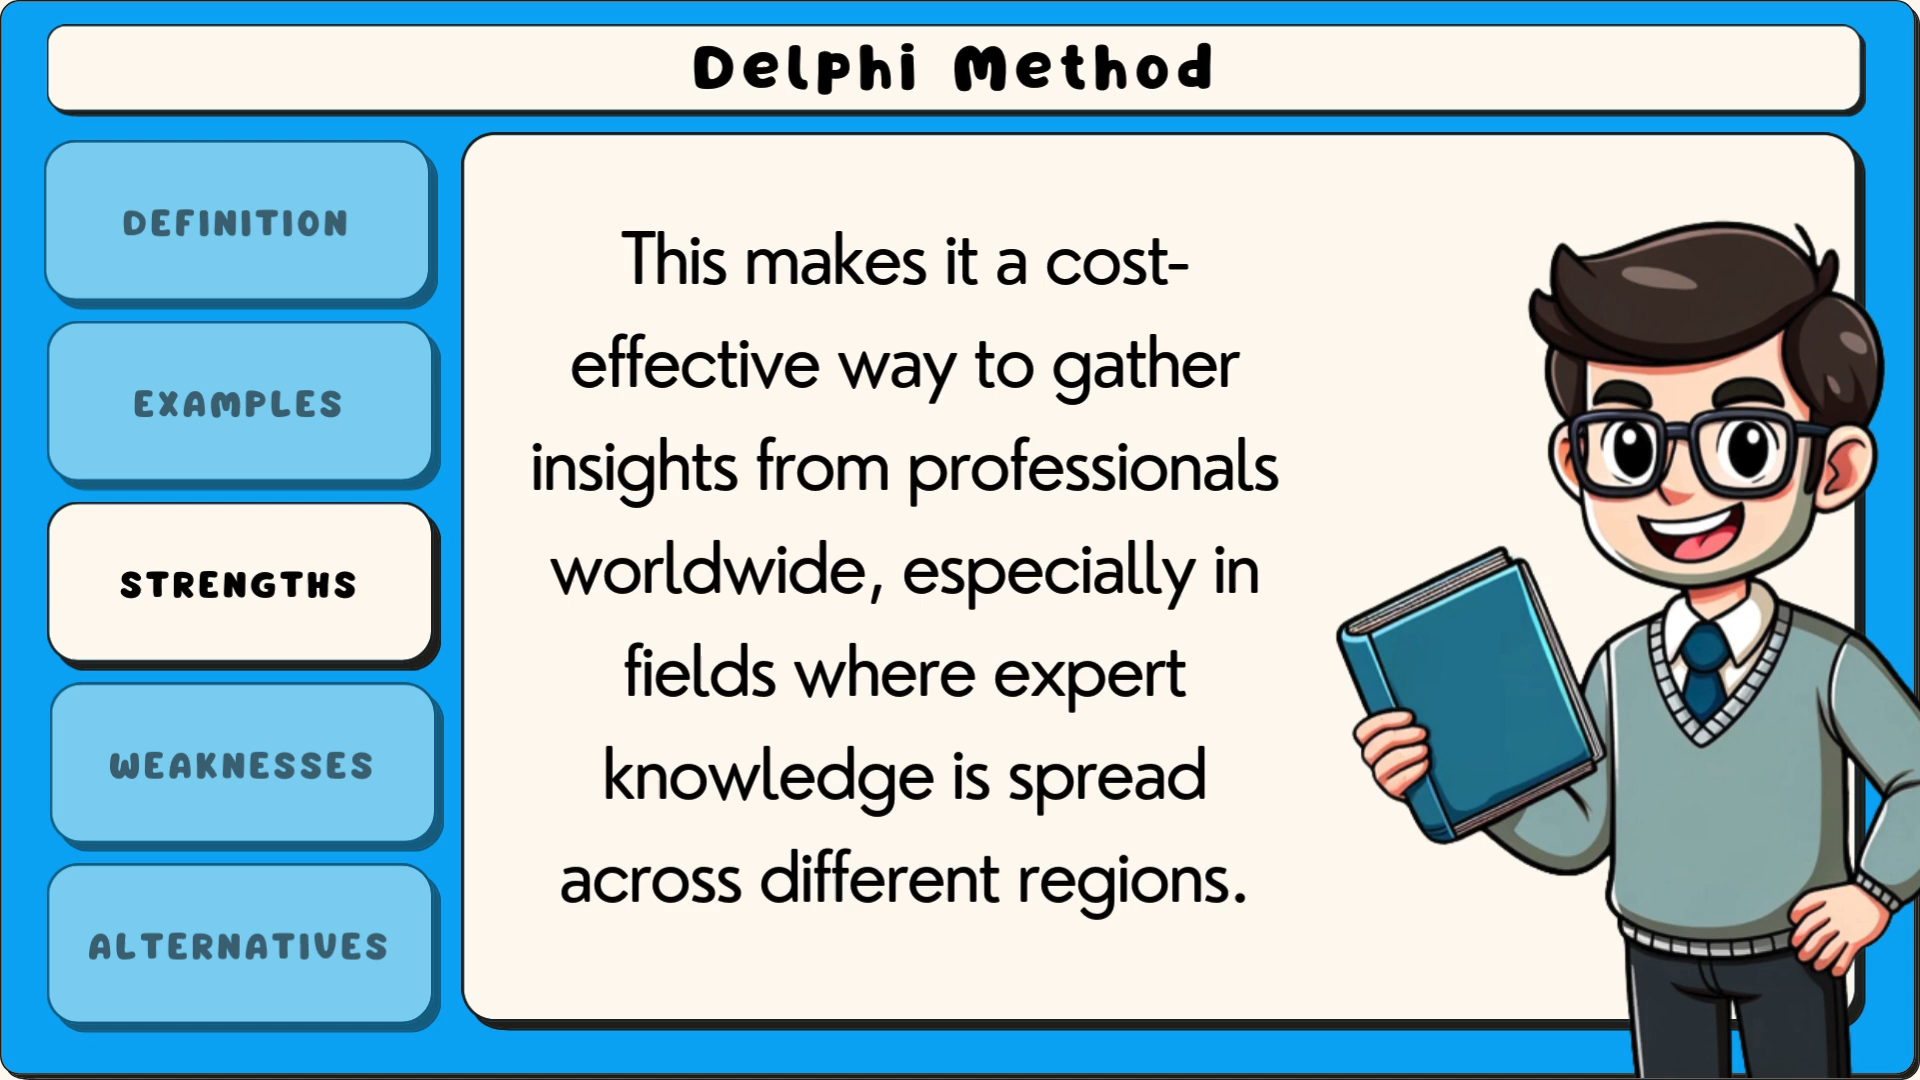 Delphi Method
DEFINITION
EXAMPLES
STRENGTHS
WEAKNESSES
ALTERNATIVES
This makes it a cost-
effective way to gather
insights from professionals
worldwide, especially in
fields where expert
knowledge is spread
across different regions.